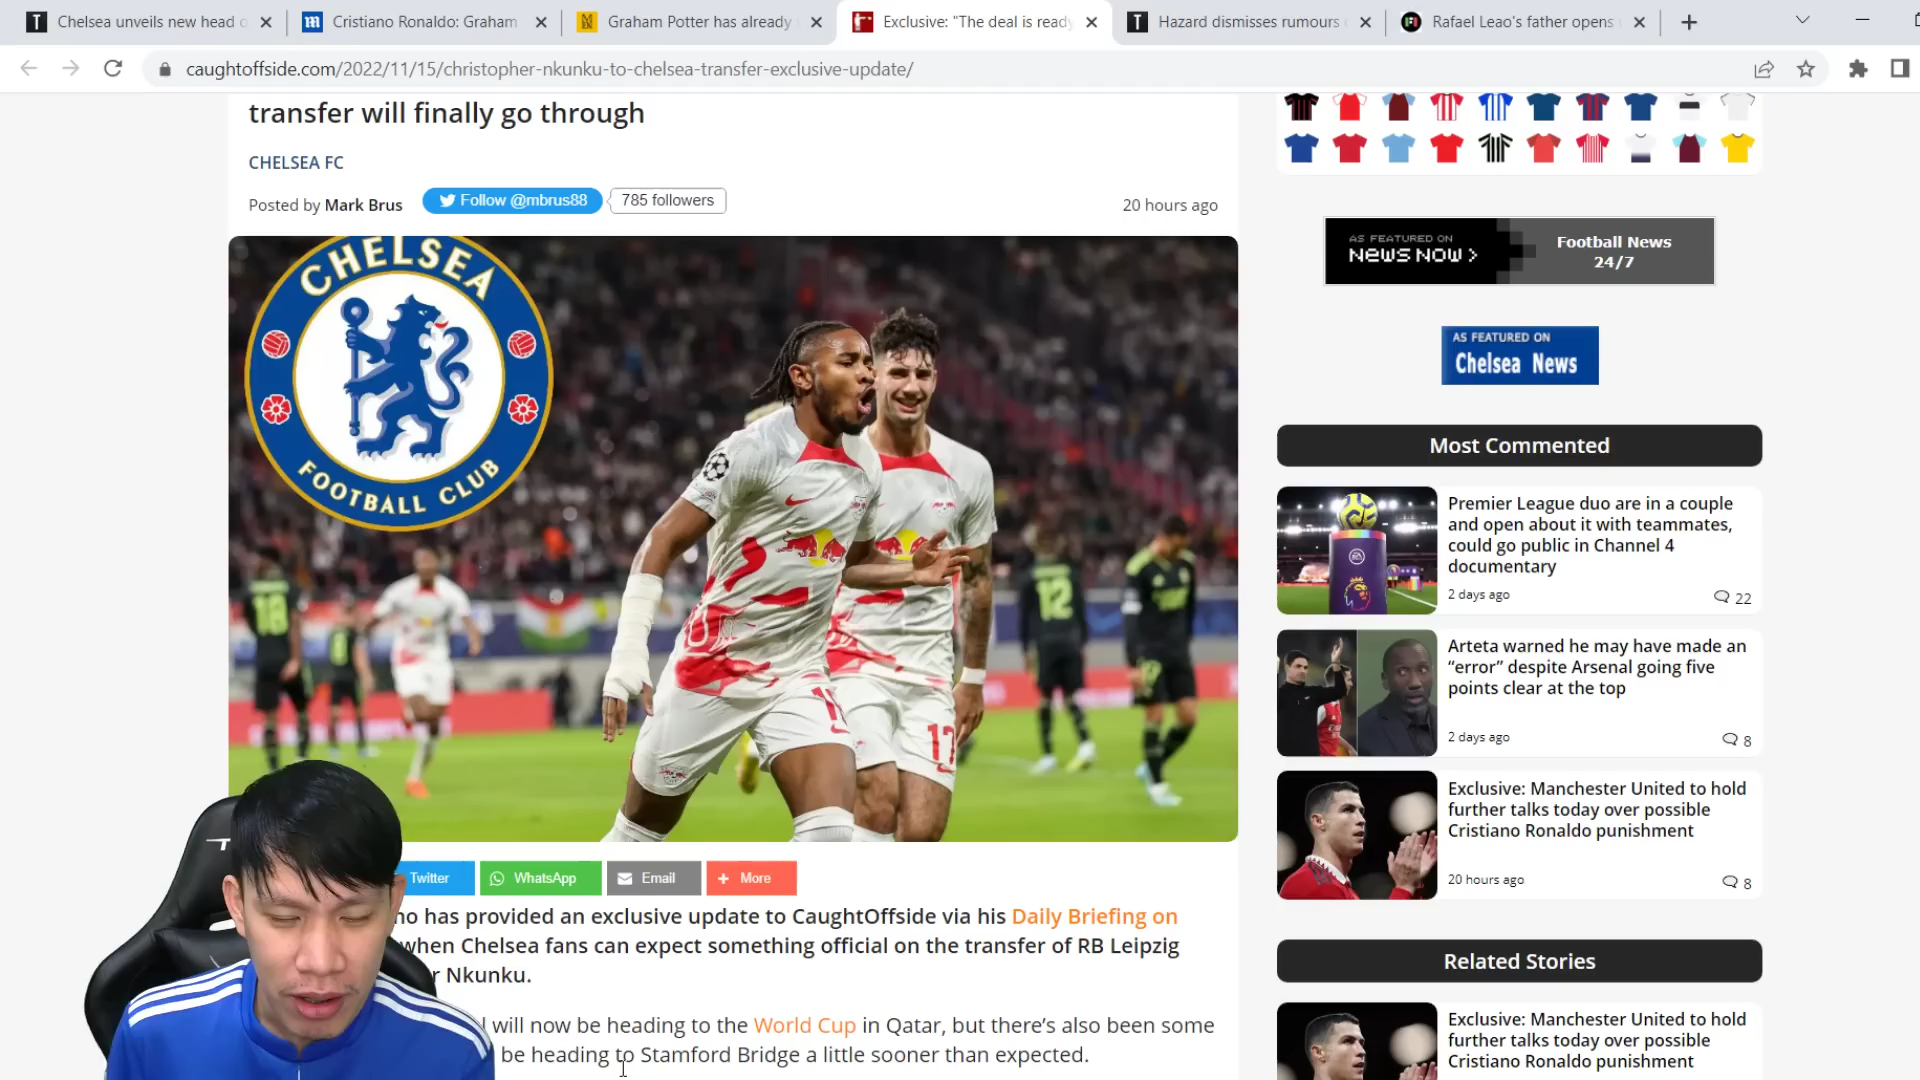 Chelsea unveils new head o
Cristiano Ronaldo: Graham
Graham Potter has already
Exclusive: "The deal is ready
Hazard dismisses rumours
Rafael Leao's father opens
caughtoffside.com/2022/11/15/christopher-nkunku-to-chelsea-transfer-exclusive-update/
transfer will finally go through
CHELSEA FC
Posted by Mark Brus
Follow @mbrus88
785 followers
20 hours ago
CHELSEA
FOOTBALL CLUB
18
12
17
Twitter
WhatsApp
Email
More
no has provided an exclusive update to CaughtOffside via his Daily Briefing on
when Chelsea fans can expect something official on the transfer of RB Leipzig
r Nkunku.
will now be heading to the World Cup in Qatar, but there's also been some
be heading to Stamford Bridge a little sooner than expected.
AS FEATURED ON
NEWS NOW >
Football News
24/7
AS FEATURED ON
Chelsea News
Most Commented
Premier League duo are in a couple
and open about it with teammates,
could go public in Channel 4
documentary
2 days ago
22
Arteta warned he may have made an
“error” despite Arsenal going five
points clear at the top
2 days ago
8
Exclusive: Manchester United to hold
further talks today over possible
Cristiano Ronaldo punishment
20 hours ago
8
Related Stories
Exclusive: Manchester United to hold
further talks today over possible
Cristiano Ronaldo punishment